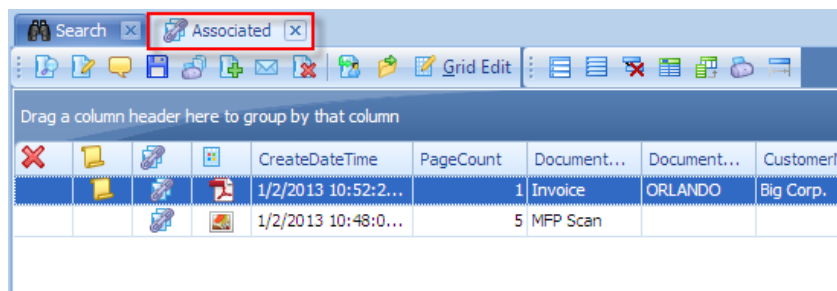 Search Associated
Grid Edit
Drag a column header here to group by that column
CreateDateTime PageCount Document... Document... Customer
1/2/2013 10:52:2... 1 Invoice ORLANDO Big Corp.
1/2/2013 10:48:0... 5 MFP Scan